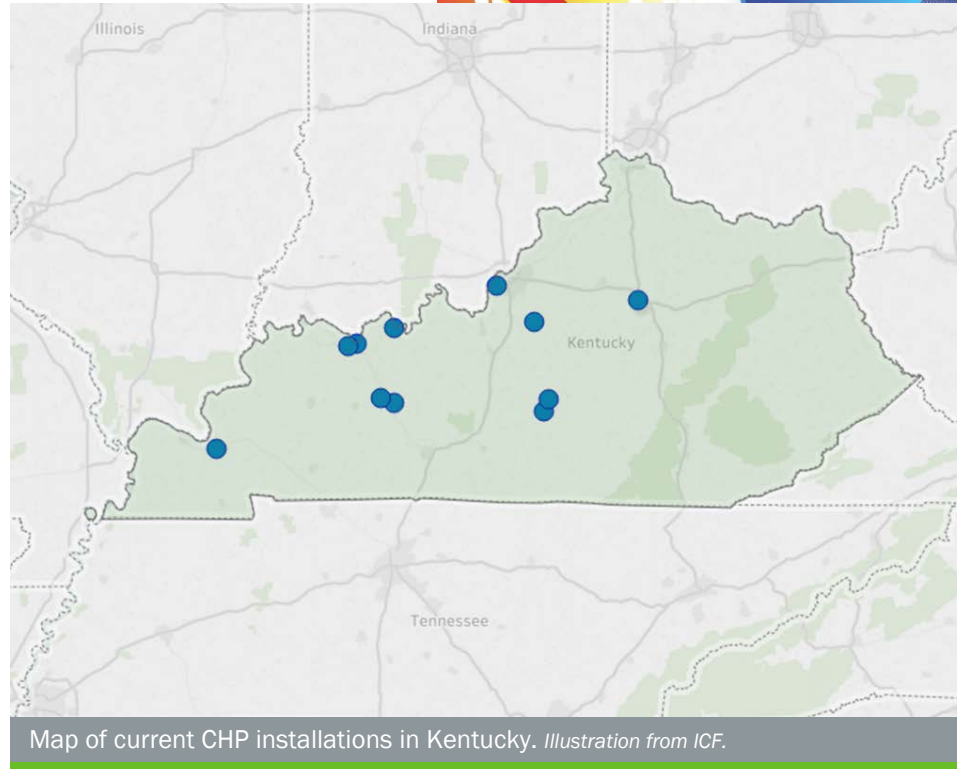 Illinois
Indiana
Kentucky
Tennessee
Map of current CHP installations in Kentucky. Illustration from ICF.